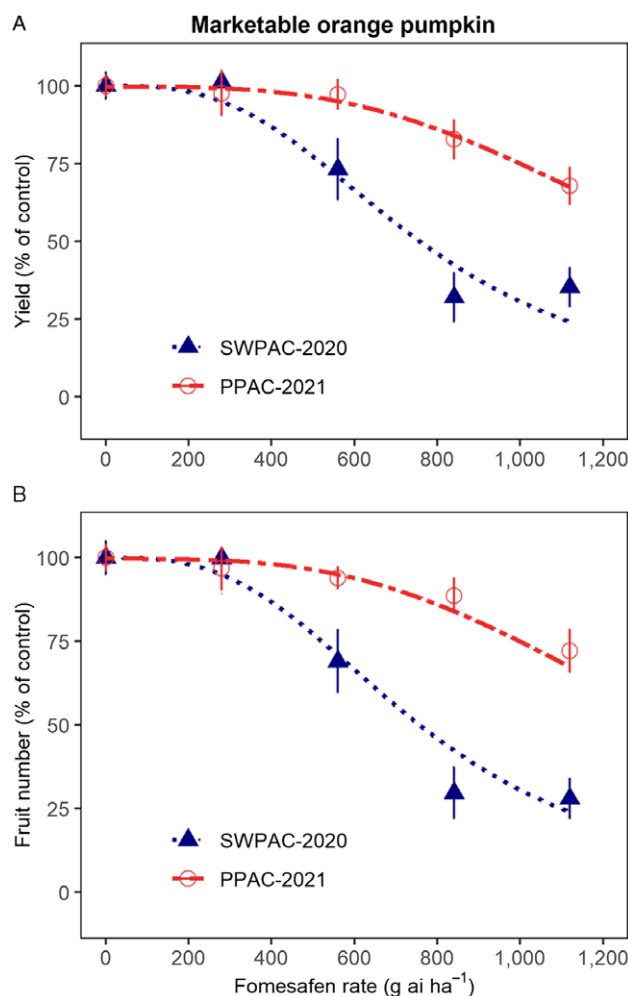 A
Marketable orange pumpkin
Yield (% of control)
100
75
50
25
0
SWPAC-2020
PPAC-2021
0 200 400 600 800 1,000 1,200
B
Fruit number (% of control)
100
75
50
25
0
SWPAC-2020
PPAC-2021
0 200 400 600 800 1,000 1,200
Fomesafen rate (g ai ha⁻¹)